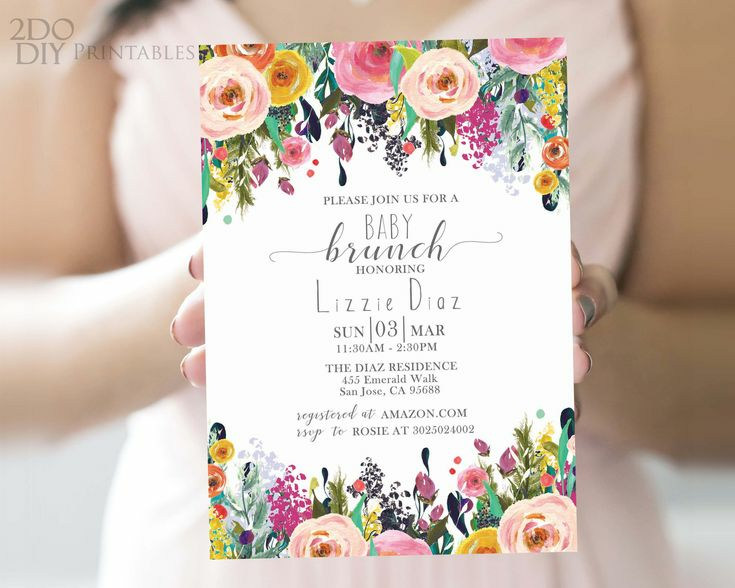 2DO
DIY PRINTABLES
PLEASE JOIN US FOR A
BABY
brunch
HONORING
Lizzie Diaz
SUN|03|MAR
11:30AM - 2:30PM
THE DIAZ RESIDENCE
455 Emerald Walk
San Jose, CA 95688
registered at AMAZON.COM
rsvp to ROSIE AT 3025024002